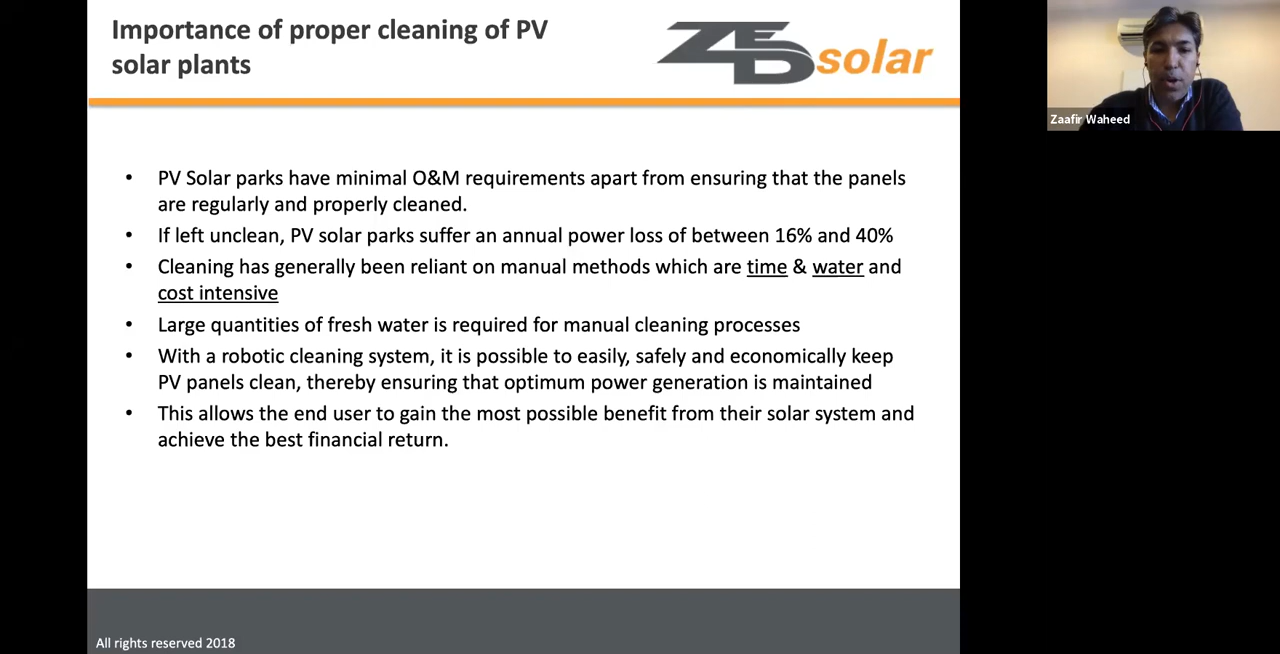 Importance of proper cleaning of PV
solar plants
ZED solar
Zaafir Waheed
• PV Solar parks have minimal O&M requirements apart from ensuring that the panels
are regularly and properly cleaned.
• If left unclean, PV solar parks suffer an annual power loss of between 16% and 40%
• Cleaning has generally been reliant on manual methods which are time & water and
cost intensive
• Large quantities of fresh water is required for manual cleaning processes
• With a robotic cleaning system, it is possible to easily, safely and economically keep
PV panels clean, thereby ensuring that optimum power generation is maintained
• This allows the end user to gain the most possible benefit from their solar system and
achieve the best financial return.
All rights reserved 2018